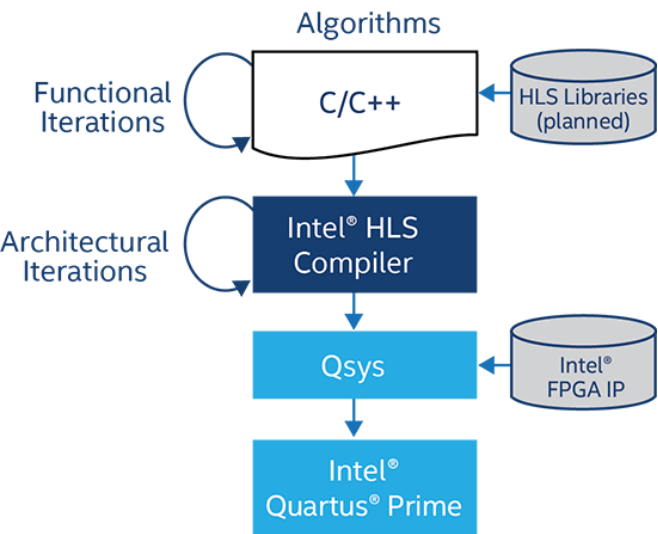 Algorithms
Functional
Iterations
C/C++
HLS Libraries
(planned)
Architectural
Iterations
Intel® HLS
Compiler
Qsys
Intel®
FPGA IP
Intel®
Quartus® Prime